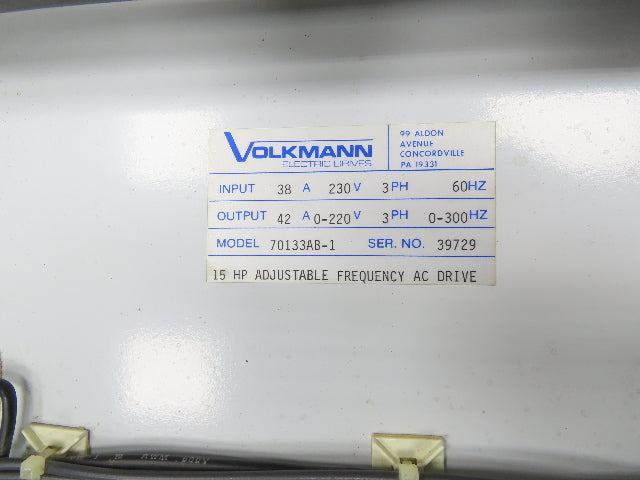 VOLKMANN
ELECTRIC DRIVES
99 ALDON
AVENUE
CONCORDVILLE
PA 19331
INPUT 38 A 230 V 3 PH 60 HZ
OUTPUT 42 A 0-220 V 3 PH 0-300 HZ
MODEL 70133AB-1 SER. NO. 39729
15 HP ADJUSTABLE FREQUENCY AC DRIVE